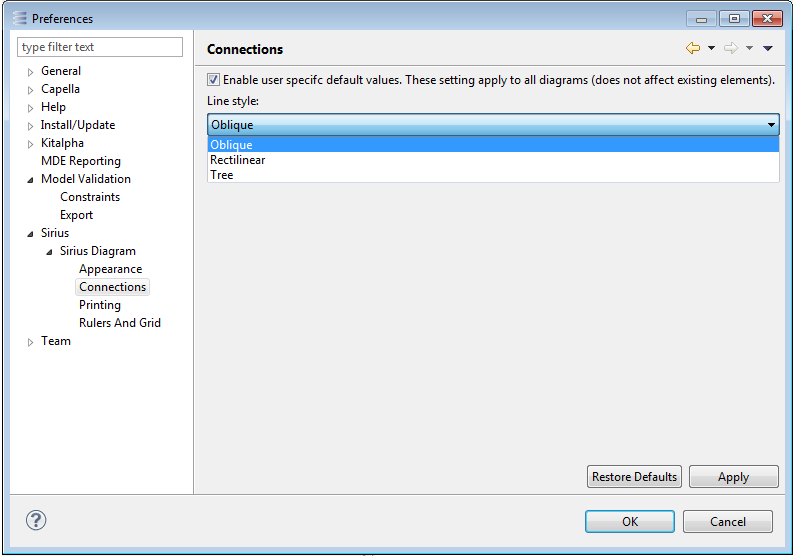 Preferences
type filter text
General
Capella
Help
Install/Update
Kitalpha
MDE Reporting
Model Validation
Constraints
Export
Sirius
Sirius Diagram
Appearance
Connections
Printing
Rulers And Grid
Team
Connections
Enable user specifc default values. These setting apply to all diagrams (does not affect existing elements).
Line style:
Oblique
Oblique
Rectilinear
Tree
Restore Defaults Apply
? OK Cancel